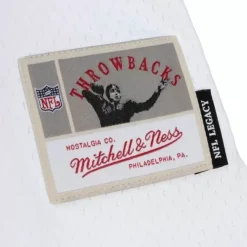 THROWBACKS
NFL
NOSTALGIA CO.
Mitchell & Ness
PHILADELPHIA, PA.
NFL LEGACY